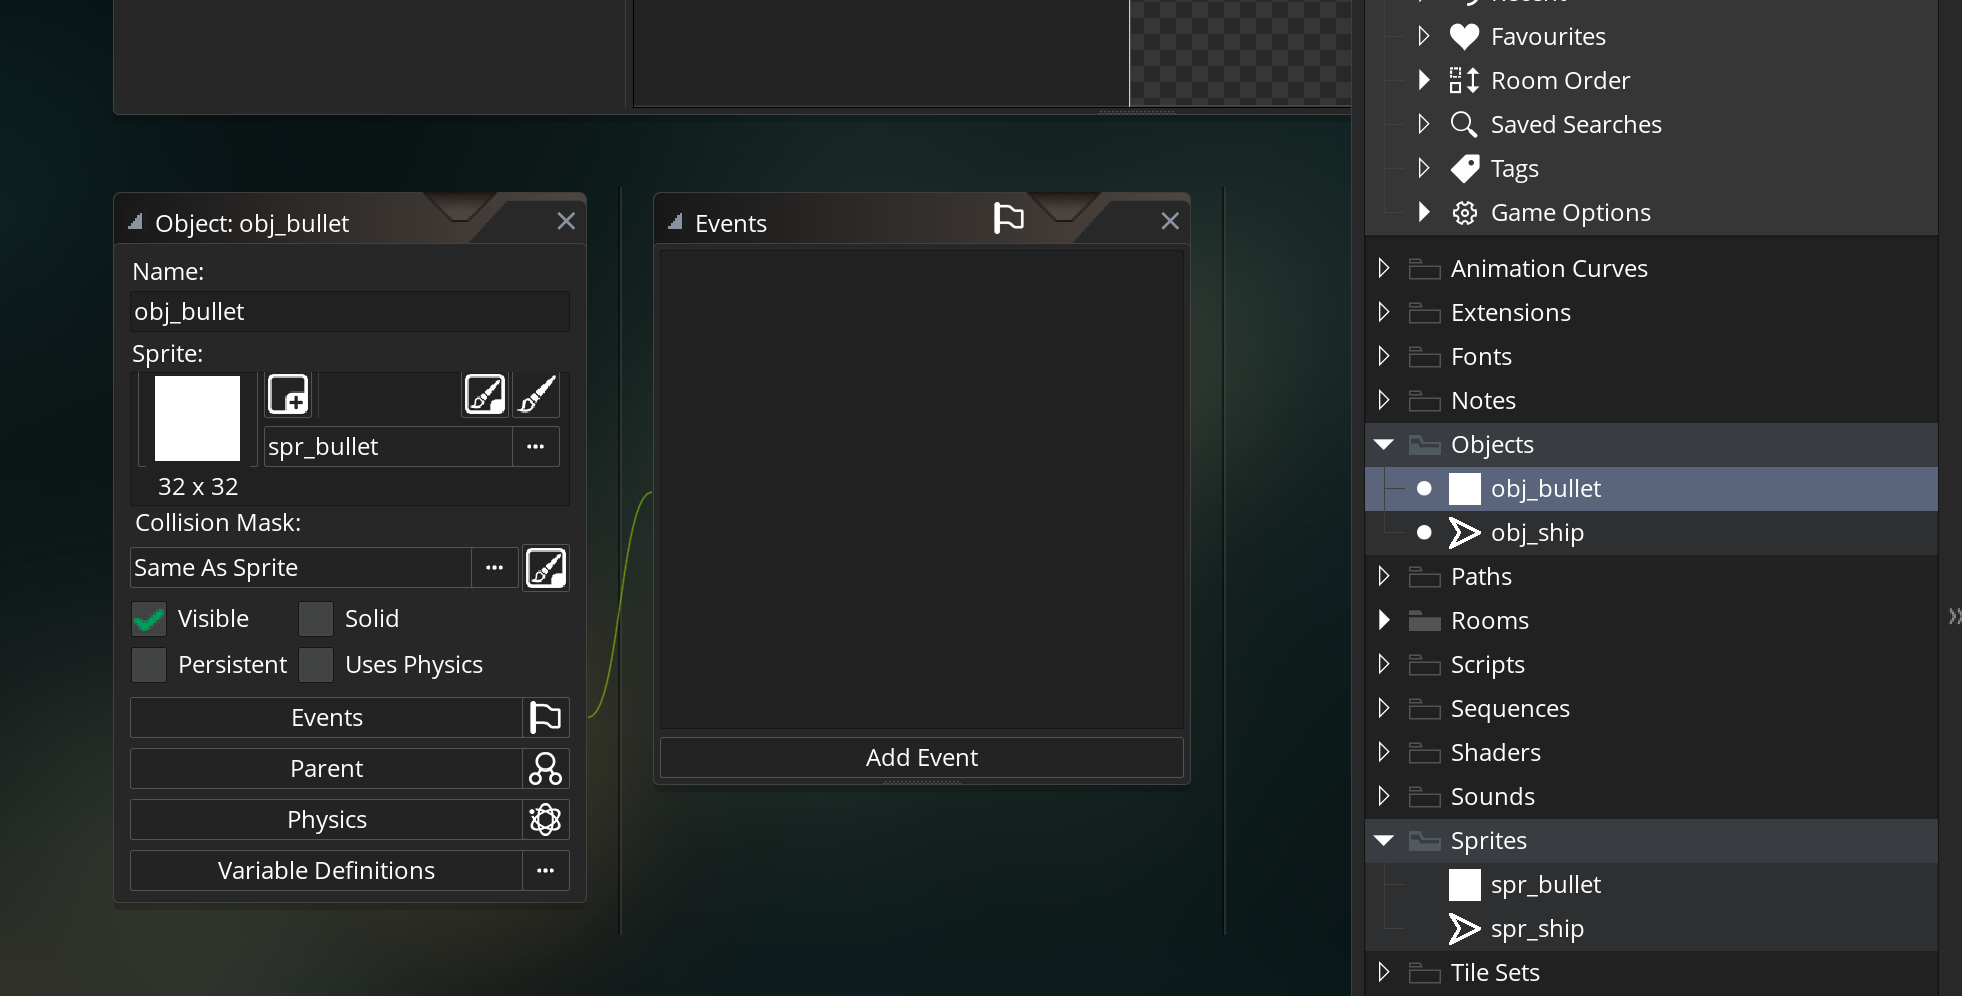 Favourites
Room Order
Saved Searches
Tags
Game Options
Object: obj_bullet
Name:
obj_bullet
Sprite:
spr_bullet
32 x 32
Collision Mask:
Same As Sprite
Visible
Solid
Persistent
Uses Physics
Events
Parent
Physics
Variable Definitions
Events
Add Event
Animation Curves
Extensions
Fonts
Notes
Objects
obj_bullet
obj_ship
Paths
Rooms
Scripts
Sequences
Shaders
Sounds
Sprites
spr_bullet
spr_ship
Tile Sets